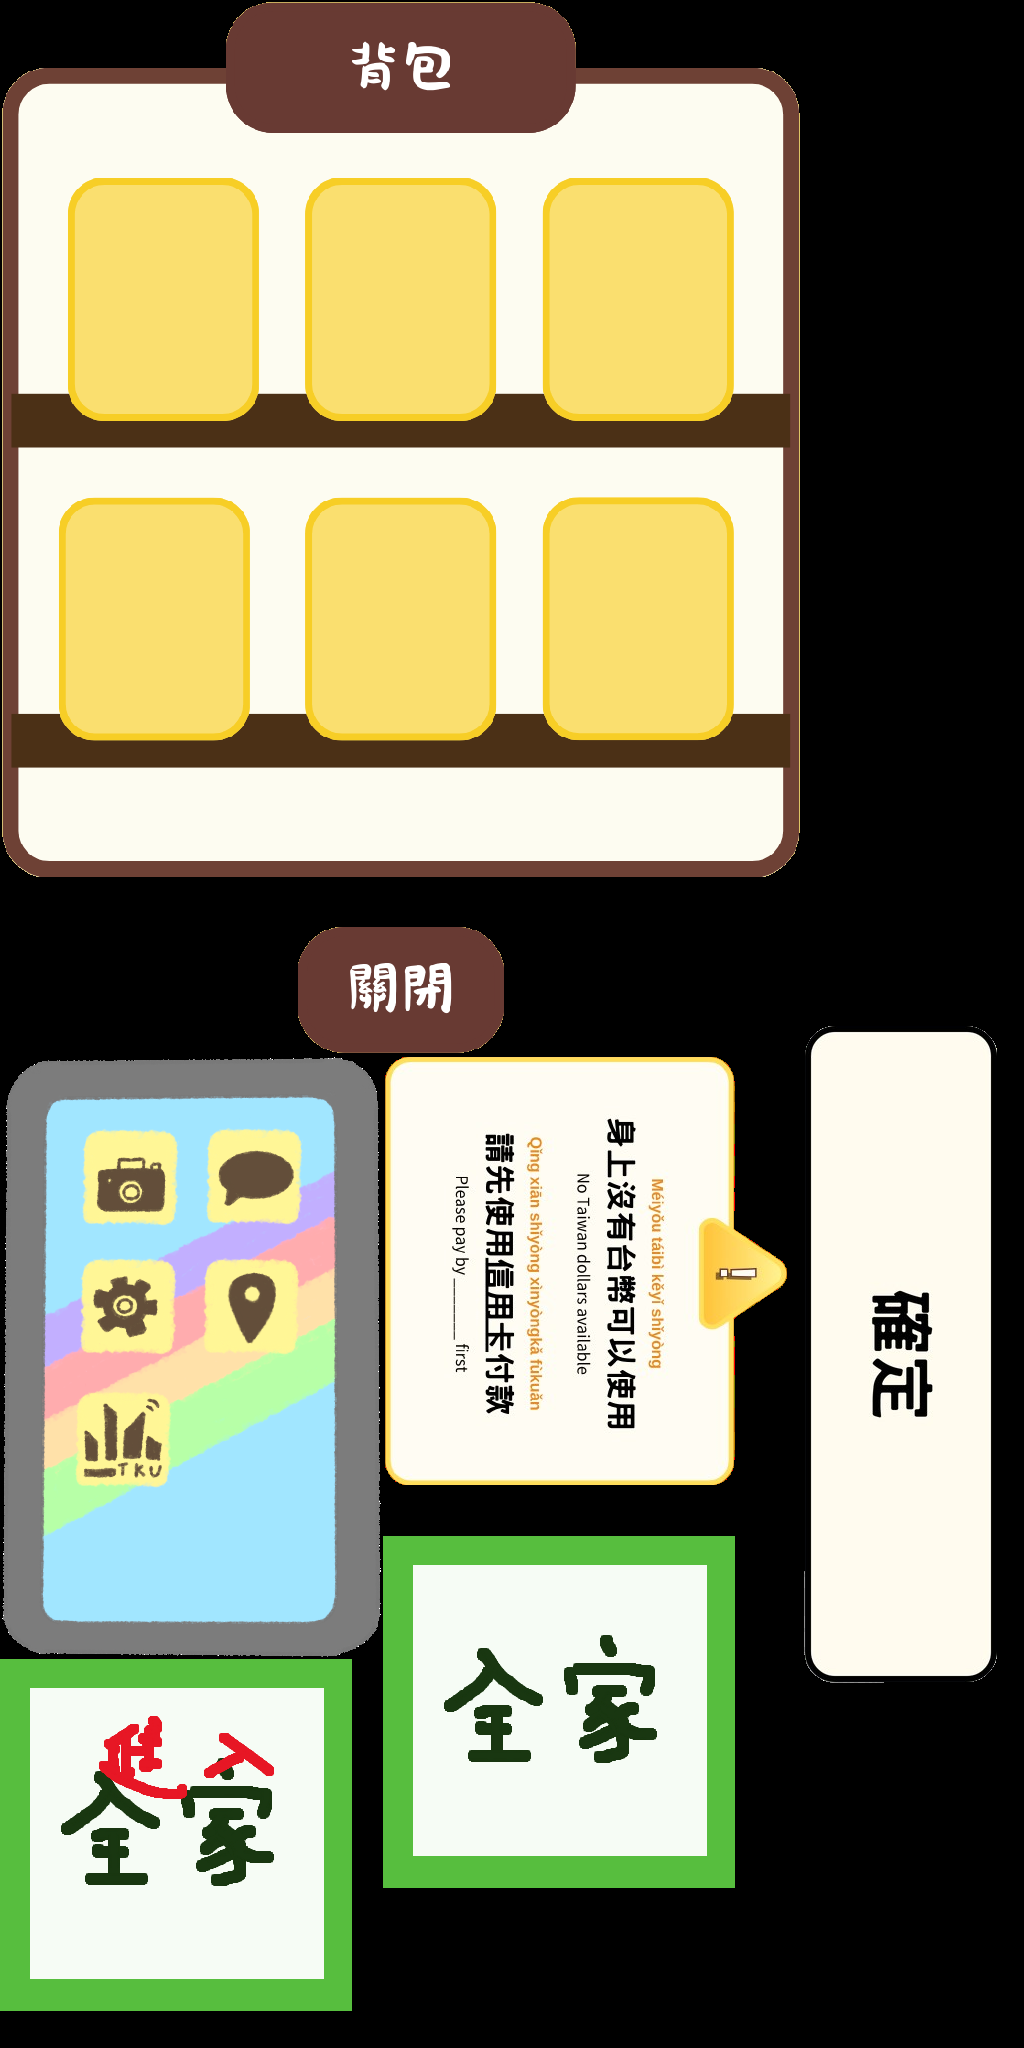 背包
關閉
Méiyǒu táibì kěyǐ shǐyòng
身上沒有台幣可以使用
No Taiwan dollars available
Qǐng xiān shǐyòng xìnyòngkǎ fùkuǎn
請先使用信用卡付款
Please pay by ________ first
!
確定
TKU
全家
進入
全家